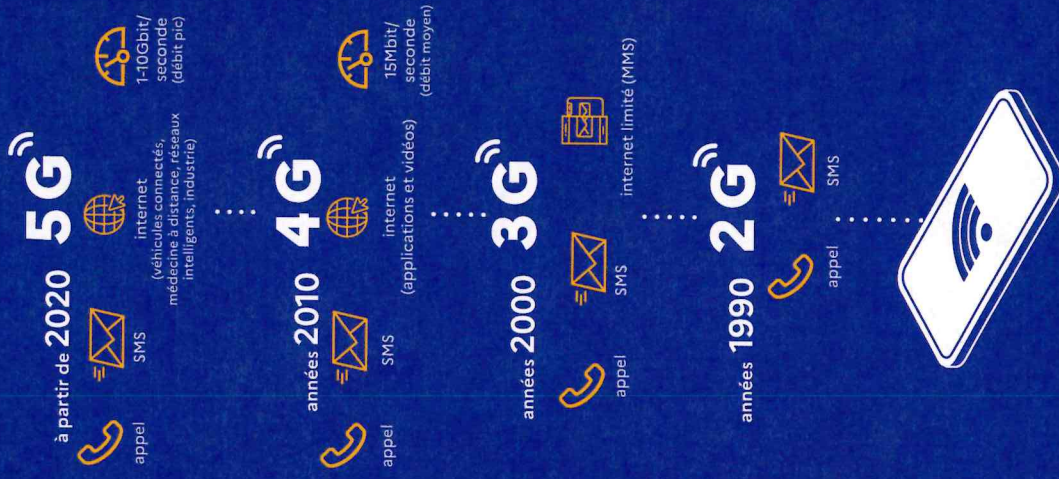 à partir de 2020 5G
appel
SMS
internet
(véhicules connectés,
médecine à distance, réseaux
intelligents, industrie)
1-10Gbit/
seconde
(débit pic)
années 2010 4G
appel
SMS
internet
(applications et vidéos)
15Mbit/
seconde
(débit moyen)
années 2000 3G
appel
SMS
internet limité (MMS)
années 1990 2G
appel
SMS